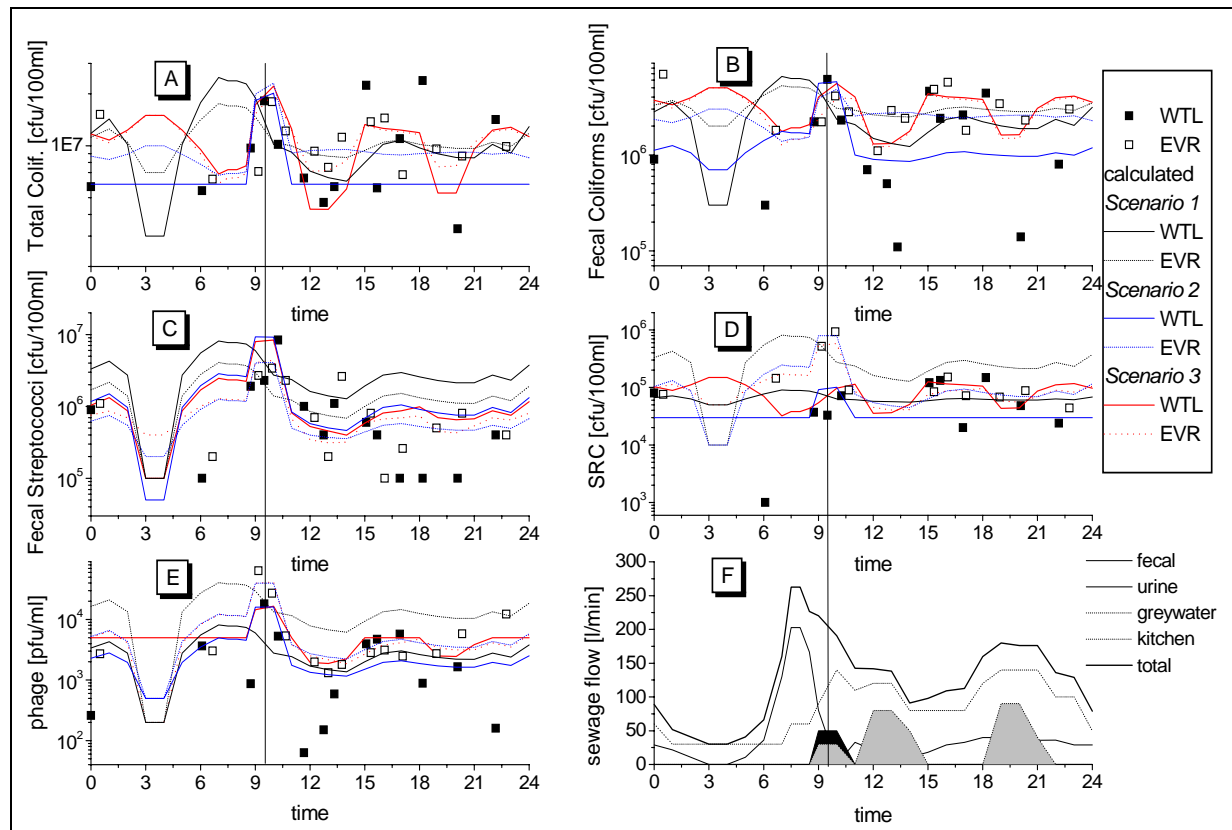 A
Total Colif. [cfu/100ml]
1E7
0 3 6 9 12 15 18 21 24
time
B
Fecal Coliforms [cfu/100ml]
10^6
10^5
0 3 6 9 12 15 18 21 24
time
WTL
EVR
calculated
Scenario 1
WTL
EVR
Scenario 2
WTL
EVR
Scenario 3
WTL
EVR
C
Fecal Streptococci [cfu/100ml]
10^7
10^6
10^5
0 3 6 9 12 15 18 21 24
time
D
SRC [cfu/100ml]
10^6
10^5
10^4
10^3
0 3 6 9 12 15 18 21 24
time
E
phage [pfu/ml]
10^4
10^3
10^2
0 3 6 9 12 15 18 21 24
time
F
sewage flow [l/min]
300
250
200
150
100
50
0
0 3 6 9 12 15 18 21 24
time
fecal
urine
greywater
kitchen
total